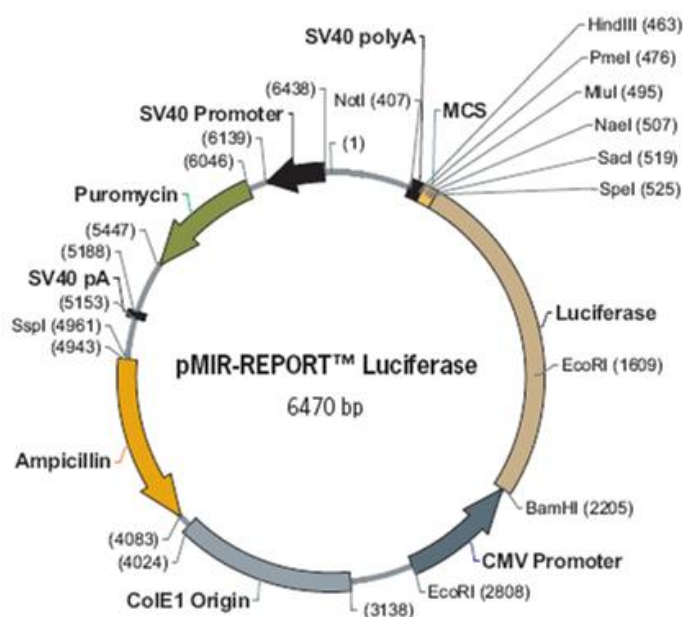 HindIII (463)
SV40 polyA
PmeI (476)
(6438)
NotI (407)
MCS
MluI (495)
SV40 Promoter
NaeI (507)
(6139)
(1)
(6046)
SacI (519)
Puromycin
SpeI (525)
(5447)
(5188)
SV40 pA
(5153)
Luciferase
SspI (4961)
(4943)
pMIR-REPORT™ Luciferase
EcoRI (1609)
6470 bp
Ampicillin
BamHI (2205)
(4083)
(4024)
CMV Promoter
EcoRI (2808)
ColE1 Origin
(3138)